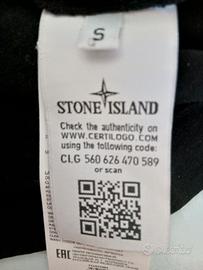 S
STONE ISLAND
Check the authenticity on
WWW.CERTILOGO.COM
using the following code:
CLG 560 626 470 589
or scan
EAC
subito